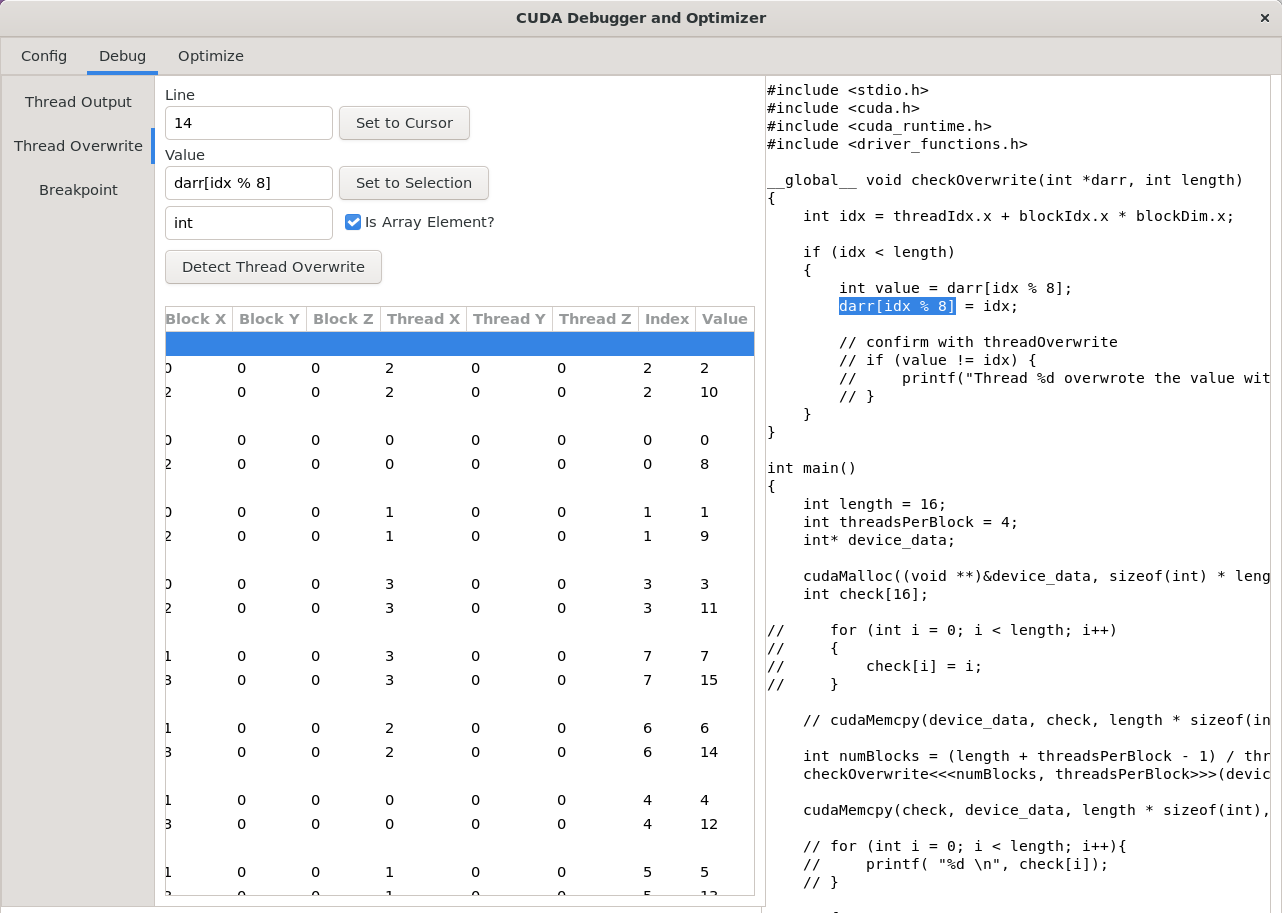 CUDA Debugger and Optimizer ×
Config Debug Optimize
Thread Output
Thread Overwrite
Breakpoint
Line
14 Set to Cursor
Value
darr[idx % 8] Set to Selection
int Is Array Element?
Detect Thread Overwrite
Block X Block Y Block Z Thread X Thread Y Thread Z Index Value
0 0 0 2 0 0 2 2
2 0 0 2 0 0 2 10
0 0 0 0 0 0 0 0
2 0 0 0 0 0 0 8
0 0 0 1 0 0 1 1
2 0 0 1 0 0 1 9
0 0 0 3 0 0 3 3
2 0 0 3 0 0 3 11
1 0 0 3 0 0 7 7
3 0 0 3 0 0 7 15
1 0 0 2 0 0 6 6
3 0 0 2 0 0 6 14
1 0 0 0 0 0 4 4
3 0 0 0 0 0 4 12
1 0 0 1 0 0 5 5
#include <stdio.h>
#include <cuda.h>
#include <cuda_runtime.h>
#include <driver_functions.h>
__global__ void checkOverwrite(int *darr, int length)
{
int idx = threadIdx.x + blockIdx.x * blockDim.x;
if (idx < length)
{
int value = darr[idx % 8];
darr[idx % 8] = idx;
// confirm with threadOverwrite
// if (value != idx) {
//     printf("Thread %d overwrote the value wit
// }
}
}
int main()
{
int length = 16;
int threadsPerBlock = 4;
int* device_data;
cudaMalloc((void **)&device_data, sizeof(int) * leng
int check[16];
//     for (int i = 0; i < length; i++)
//     {
//         check[i] = i;
//     }
// cudaMemcpy(device_data, check, length * sizeof(in
int numBlocks = (length + threadsPerBlock - 1) / thr
checkOverwrite<<<numBlocks, threadsPerBlock>>>(devic
cudaMemcpy(check, device_data, length * sizeof(int),
// for (int i = 0; i < length; i++){
//     printf( "%d \n", check[i]);
// }